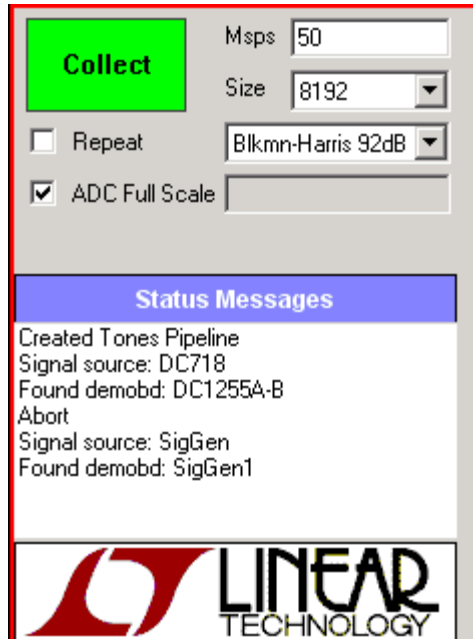 Collect
Msps 50
Size 8192
Repeat
Blkmn-Harris 92dB
ADC Full Scale
Status Messages
Created Tones Pipeline
Signal source: DC718
Found demobd: DC1255A-B
Abort
Signal source: SigGen
Found demobd: SigGen1
LINEAR
TECHNOLOGY